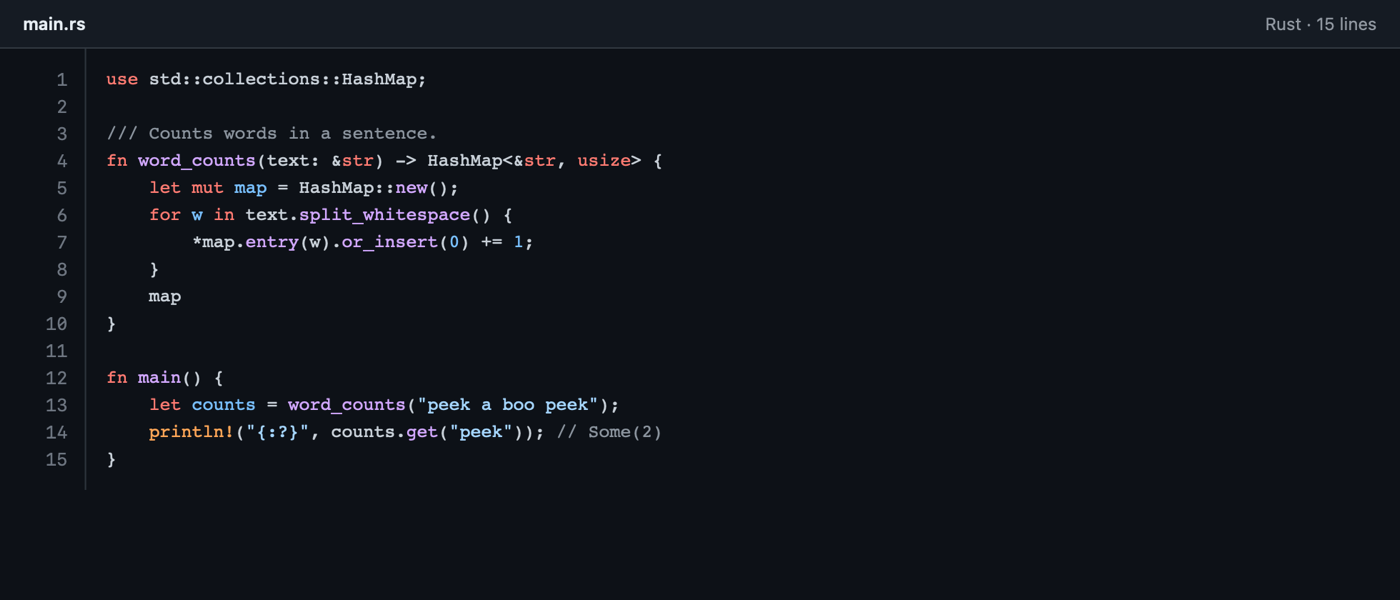 main.rs
Rust · 15 lines
1 use std::collections::HashMap;
2
3 /// Counts words in a sentence.
4 fn word_counts(text: &str) -> HashMap<&str, usize> {
5     let mut map = HashMap::new();
6     for w in text.split_whitespace() {
7         *map.entry(w).or_insert(0) += 1;
8     }
9     map
10 }
11
12 fn main() {
13     let counts = word_counts("peek a boo peek");
14     println!("{:?}", counts.get("peek")); // Some(2)
15 }